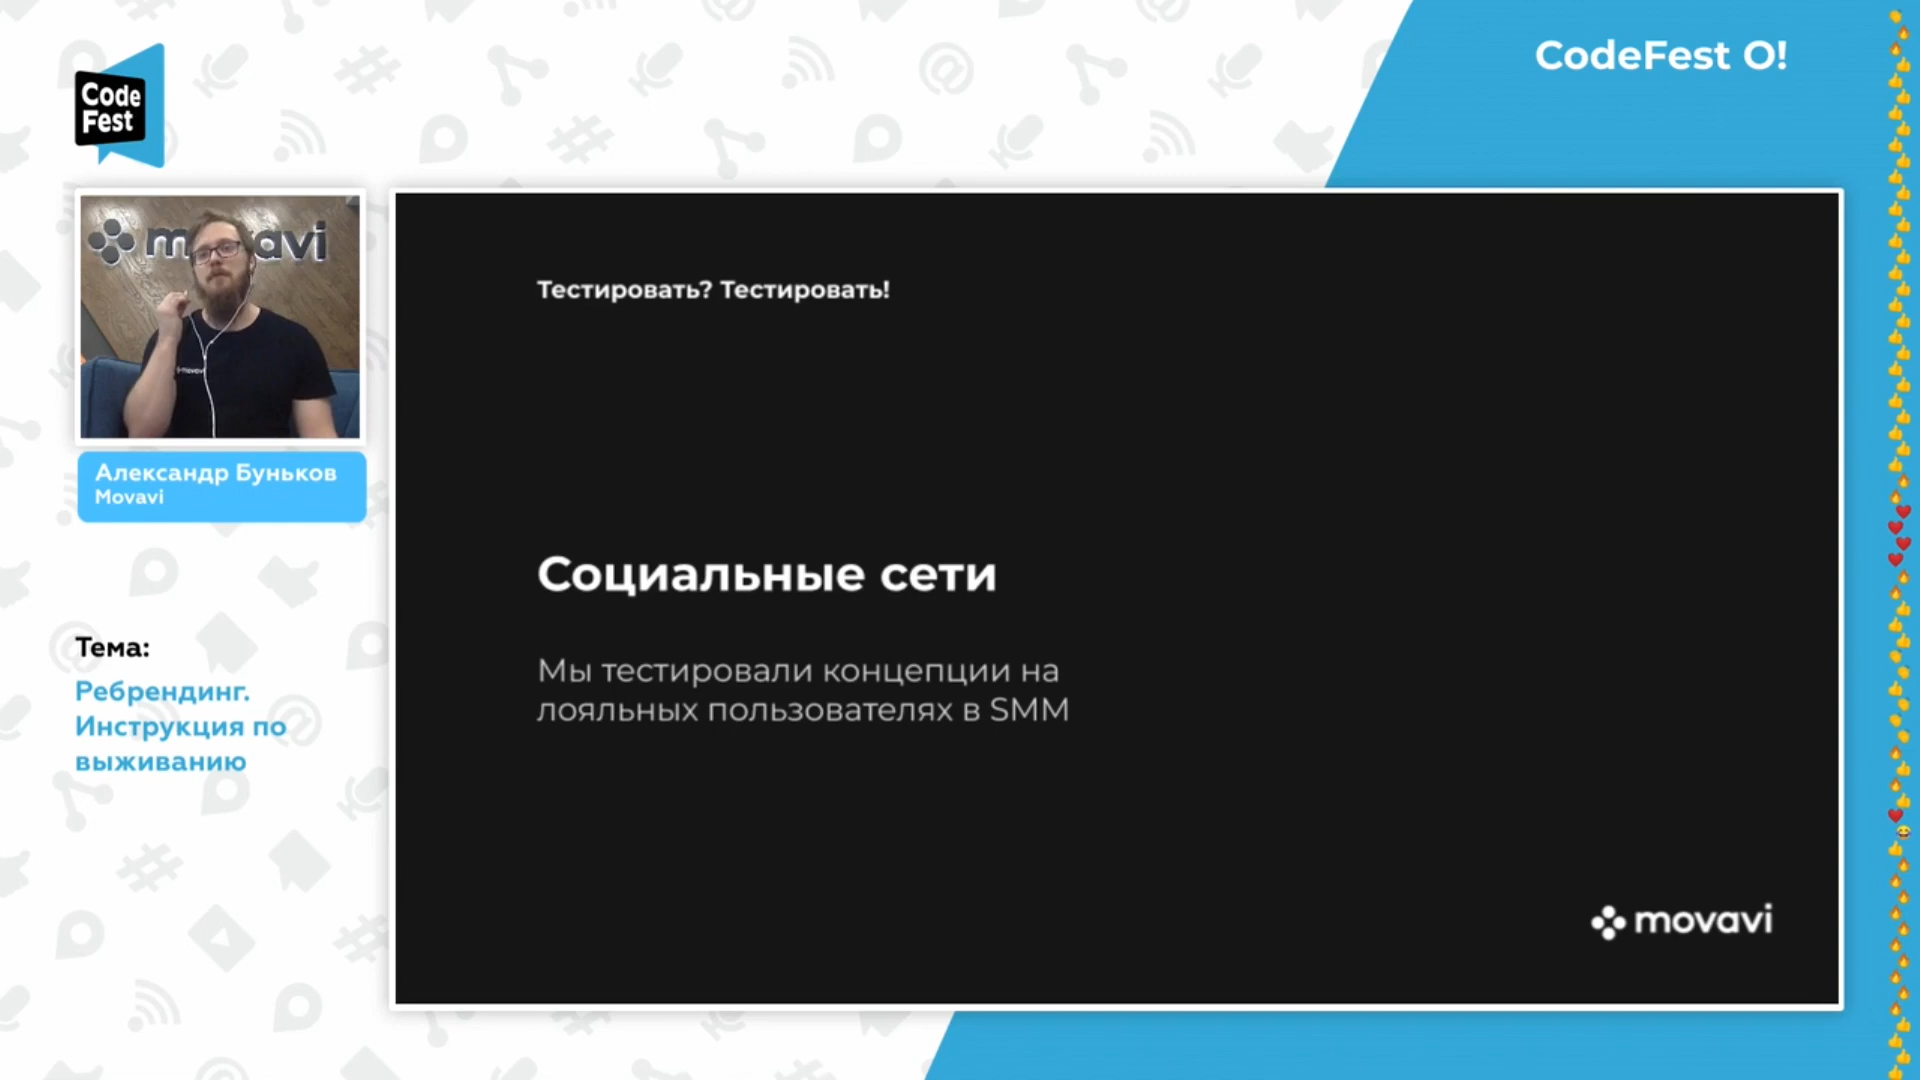 Code
Fest
CodeFest О!
movavi
Александр Буньков
Movavi
Тема:
Ребрендинг.
Инструкция по
выживанию
Тестировать? Тестировать!
Социальные сети
Мы тестировали концепции на
лояльных пользователях в SMM
movavi